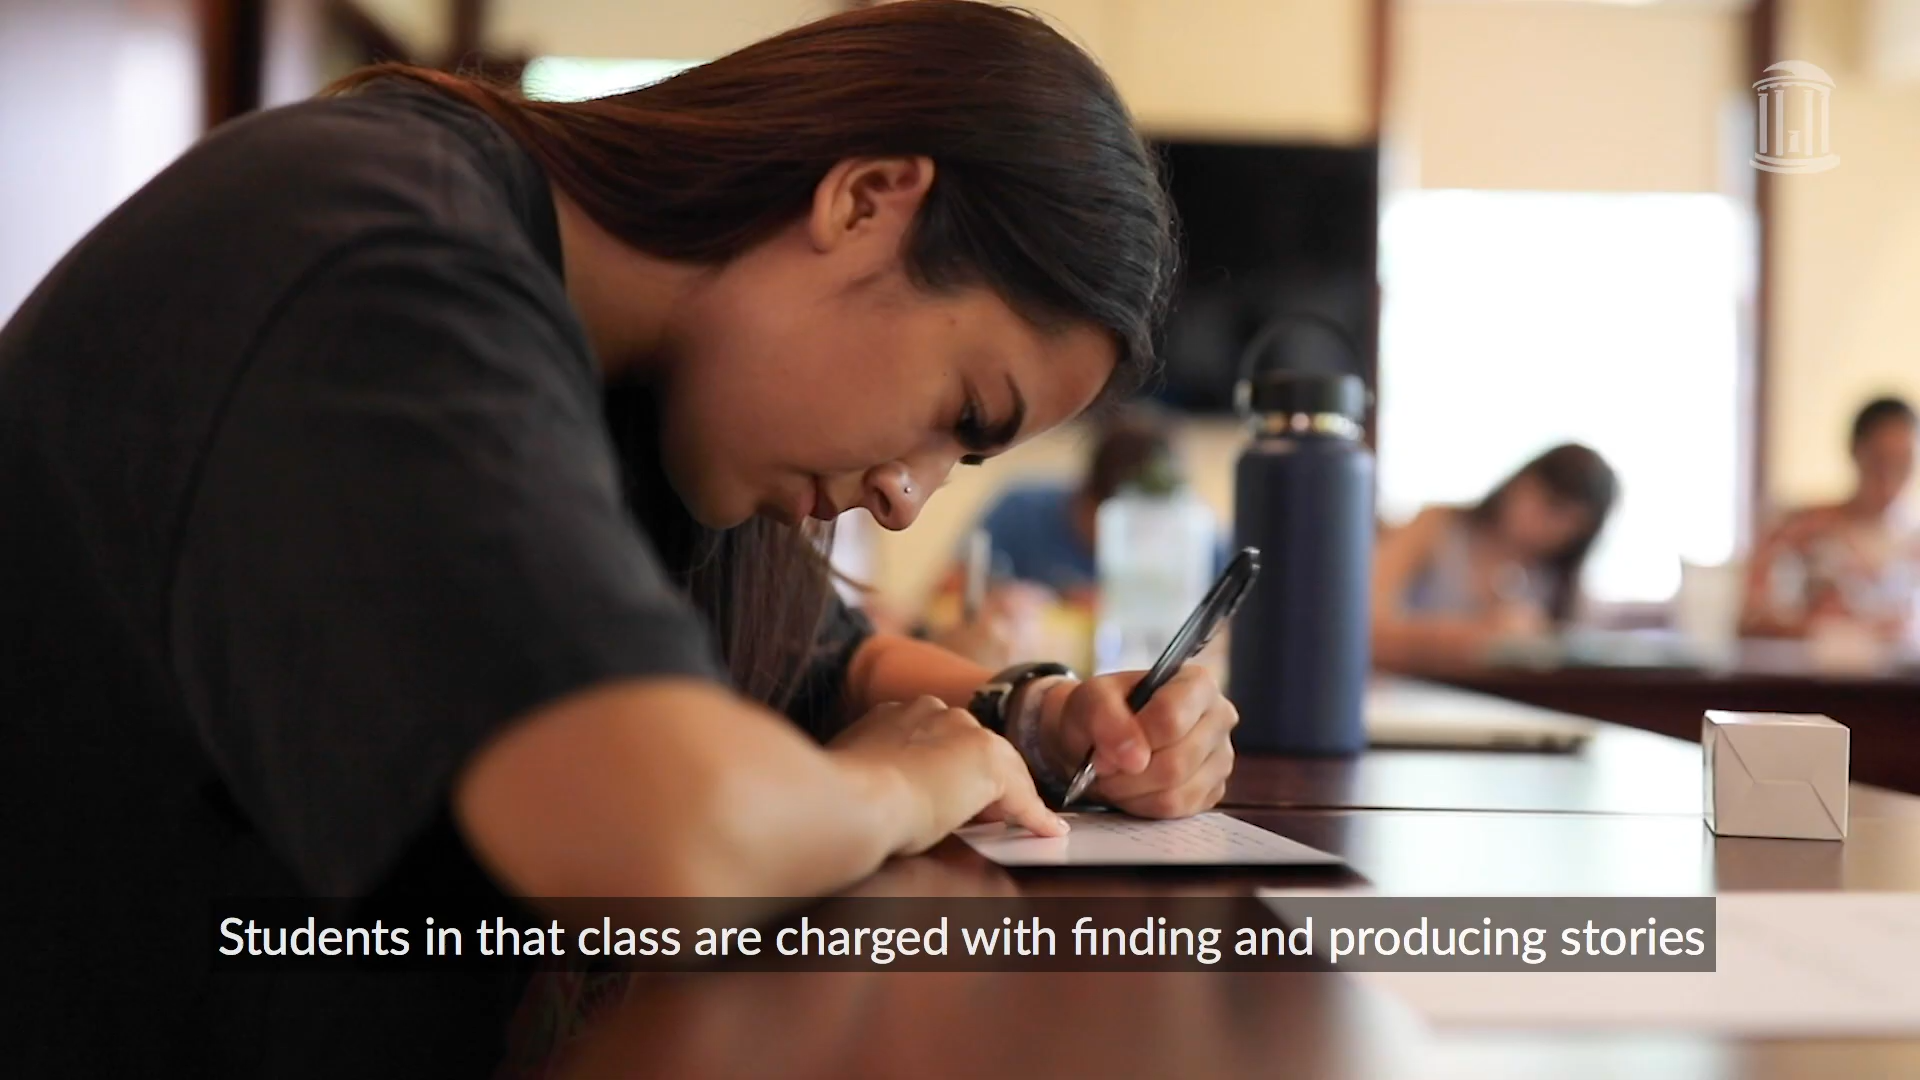 Students in that class are charged with finding and producing stories